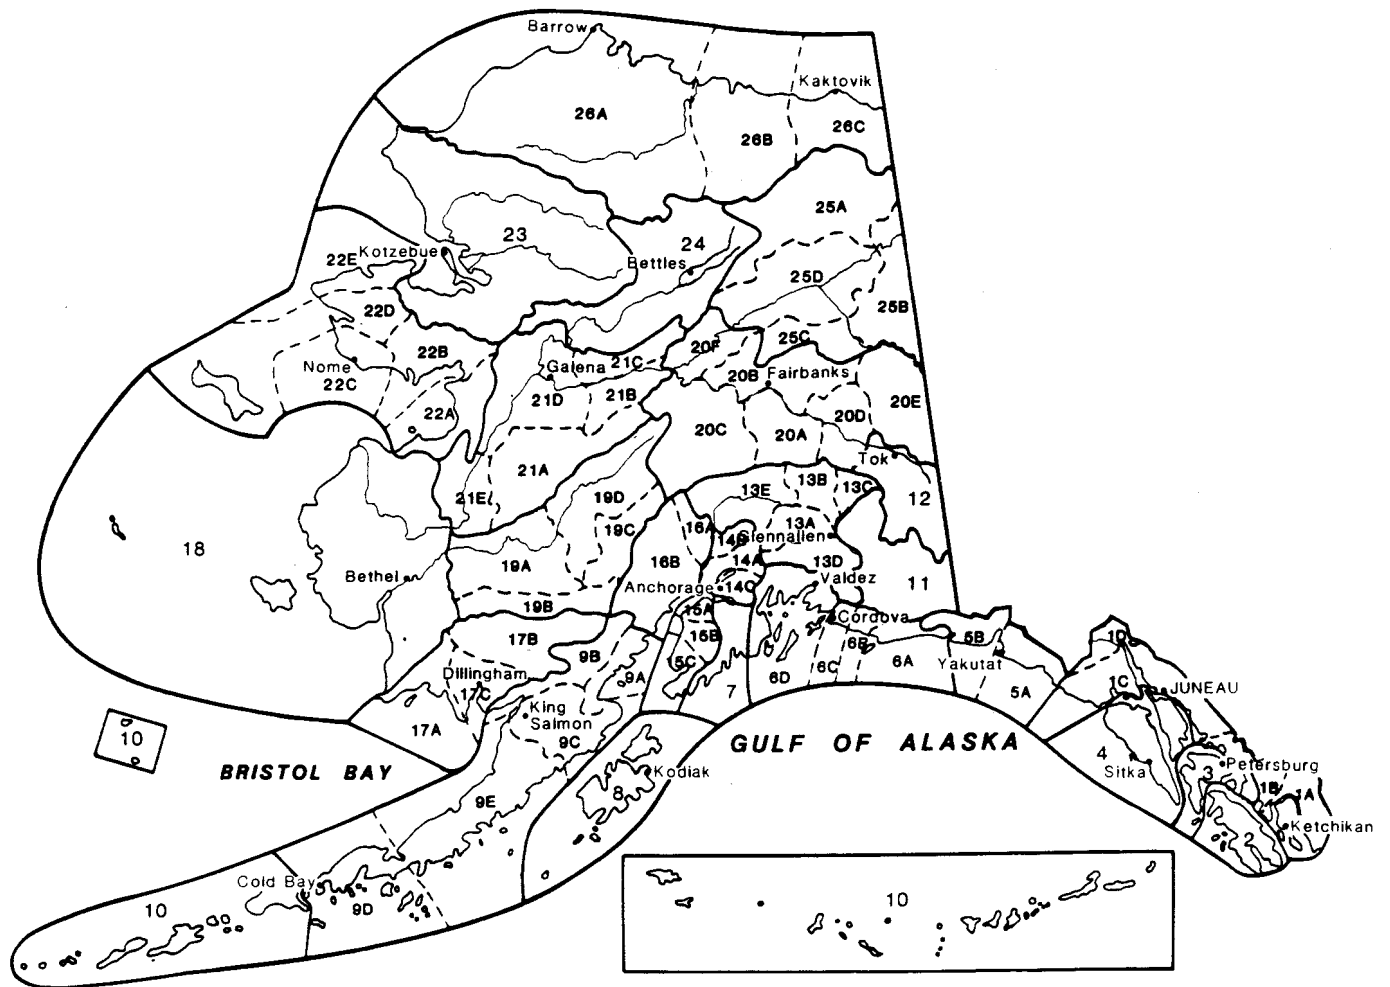 Barrow
Kaktovik
26A
26B
26C
25A
23
24
Kotzebue
22E
Bettles
25D
22D
25B
22B
20F
25C
Nome
22C
Galena
21C
20B
Fairbanks
21D
21B
22A
20C
20A
20D
20E
Tok
21A
21E
19D
13E
13B
13C
12
19C
16A
13A
14B
Glennallen
18
19A
16B
14A
13D
Bethel
Anchorage
14C
Valdez
11
19B
15A
Cordova
17B
9B
15B
6B
5B
1D
Dillingham
17C
9A
15C
7
6D
6C
6A
Yakutat
5A
1C
JUNEAU
King
Salmon
17A
9C
10
BRISTOL BAY
GULF OF ALASKA
4
Sitka
3
Petersburg
Kodiak
8
9E
1B
1A
Ketchikan
2
Cold Bay
10
9D
10